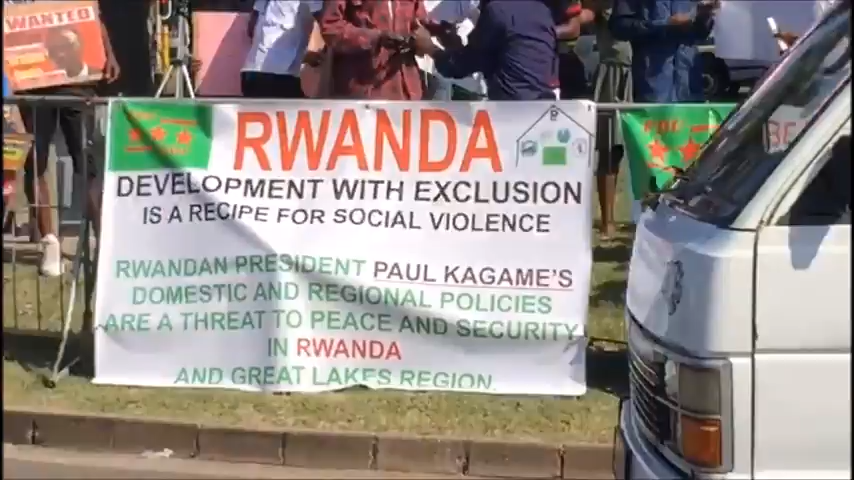 WANTED
RWANDA
DEVELOPMENT WITH EXCLUSION
IS A RECIPE FOR SOCIAL VIOLENCE
RWANDAN PRESIDENT PAUL KAGAME'S
DOMESTIC AND REGIONAL POLICIES
ARE A THREAT TO PEACE AND SECURITY
IN RWANDA
AND GREAT LAKES REGION